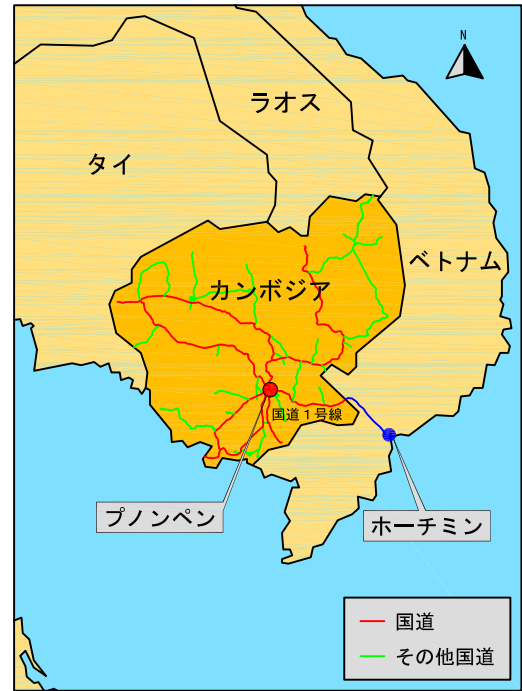 N
ラオス
タイ
ベトナム
カンボジア
国道１号線
プノンペン
ホーチミン
国道
その他国道